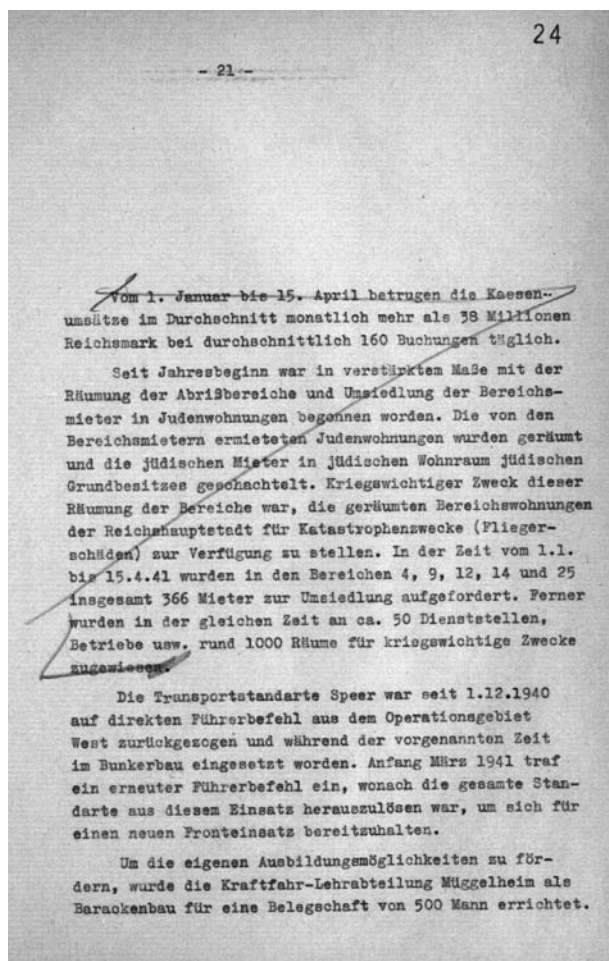 24
- 21 -
Vom 1. Januar bis 15. April betrugen die Kassen-
umsätze im Durchschnitt monatlich mehr als 38 Millionen
Reichsmark bei durchschnittlich 160 Buchungen täglich.
Seit Jahresbeginn war in verstärktem Maße mit der
Räumung der Abrißbereiche und Umsiedlung der Bereichs-
mieter in Judenwohnungen begonnen worden. Die von den
Bereichsmietern ermieteten Judenwohnungen wurden geräumt
und die jüdischen Mieter in jüdischen Wohnraum jüdischen
Grundbesitzes geschachtelt. Kriegswichtiger Zweck dieser
Räumung der Bereiche war, die geräumten Bereichswohnungen
der Reichshauptstadt für Katastrophenzwecke (Flieger-
schäden) zur Verfügung zu stellen. In der Zeit vom 1.1.
bis 15.4.41 wurden in den Bereichen 4, 9, 12, 14 und 25
insgesamt 366 Mieter zur Umsiedlung aufgefordert. Ferner
wurden in der gleichen Zeit an ca. 50 Dienststellen,
Betriebe usw. rund 1000 Räume für kriegswichtige Zwecke
zugewiesen.
Die Transportstandarte Speer war seit 1.12.1940
auf direkten Führerbefehl aus dem Operationsgebiet
West zurückgezogen und während der vorgenannten Zeit
im Bunkerbau eingesetzt worden. Anfang März 1941 traf
ein erneuter Führerbefehl ein, wonach die gesamte Stan-
darte aus diesem Einsatz herauszulösen war, um sich für
einen neuen Fronteinsatz bereitzuhalten.
Um die eigenen Ausbildungsmöglichkeiten zu för-
dern, wurde die Kraftfahr-Lehrabteilung Müggelheim als
Barackenbau für eine Belegschaft von 500 Mann errichtet.